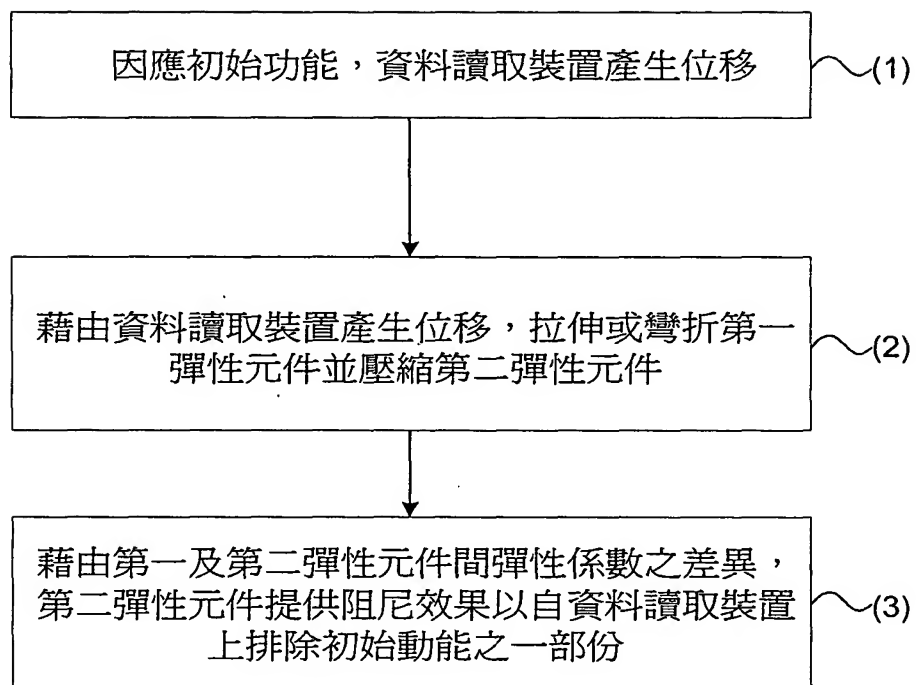 因應初始功能，資料讀取裝置產生位移
(1)
藉由資料讀取裝置產生位移，拉伸或彎折第一
彈性元件並壓縮第二彈性元件
(2)
藉由第一及第二彈性元件間彈性係數之差異，
第二彈性元件提供阻尼效果以自資料讀取裝置
上排除初始動能之一部份
(3)